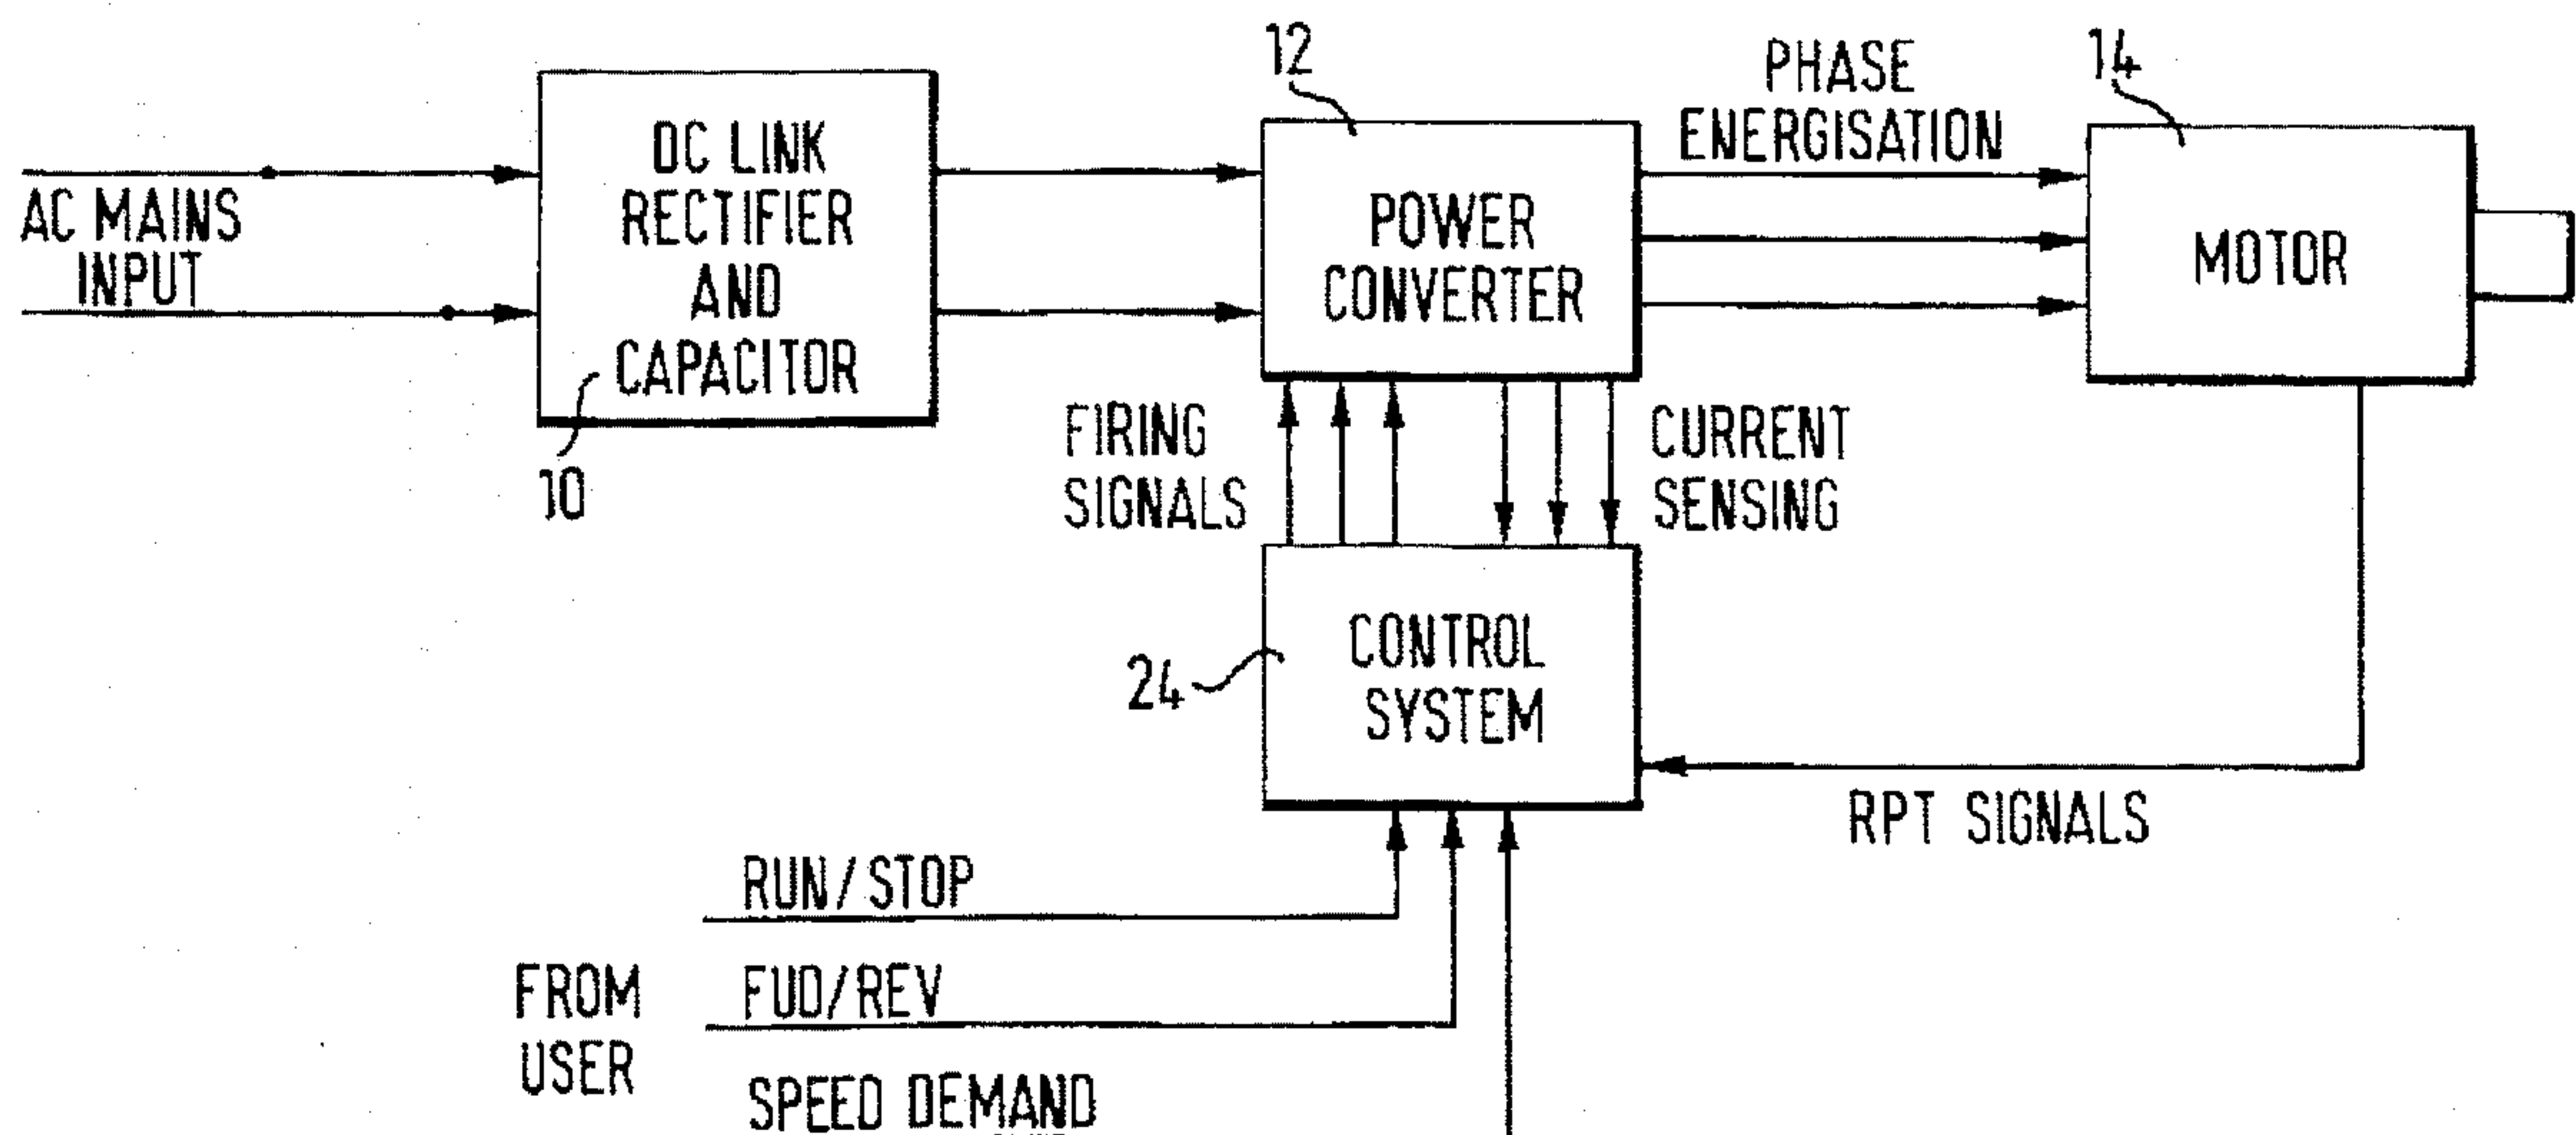 AC MAINS
INPUT
DC LINK
RECTIFIER
AND
CAPACITOR
10
12
POWER
CONVERTER
PHASE
ENERGISATION
14
MOTOR
FIRING
SIGNALS
CURRENT
SENSING
24
CONTROL
SYSTEM
RPT SIGNALS
FROM
USER
RUN/STOP
FUD/REV
SPEED DEMAND